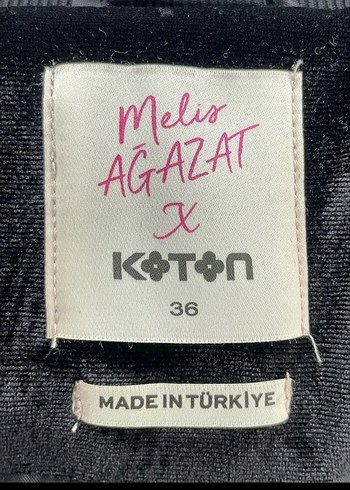 Melis
AĞAZAT
X
KOTON
36
MADE IN TÜRKİYE